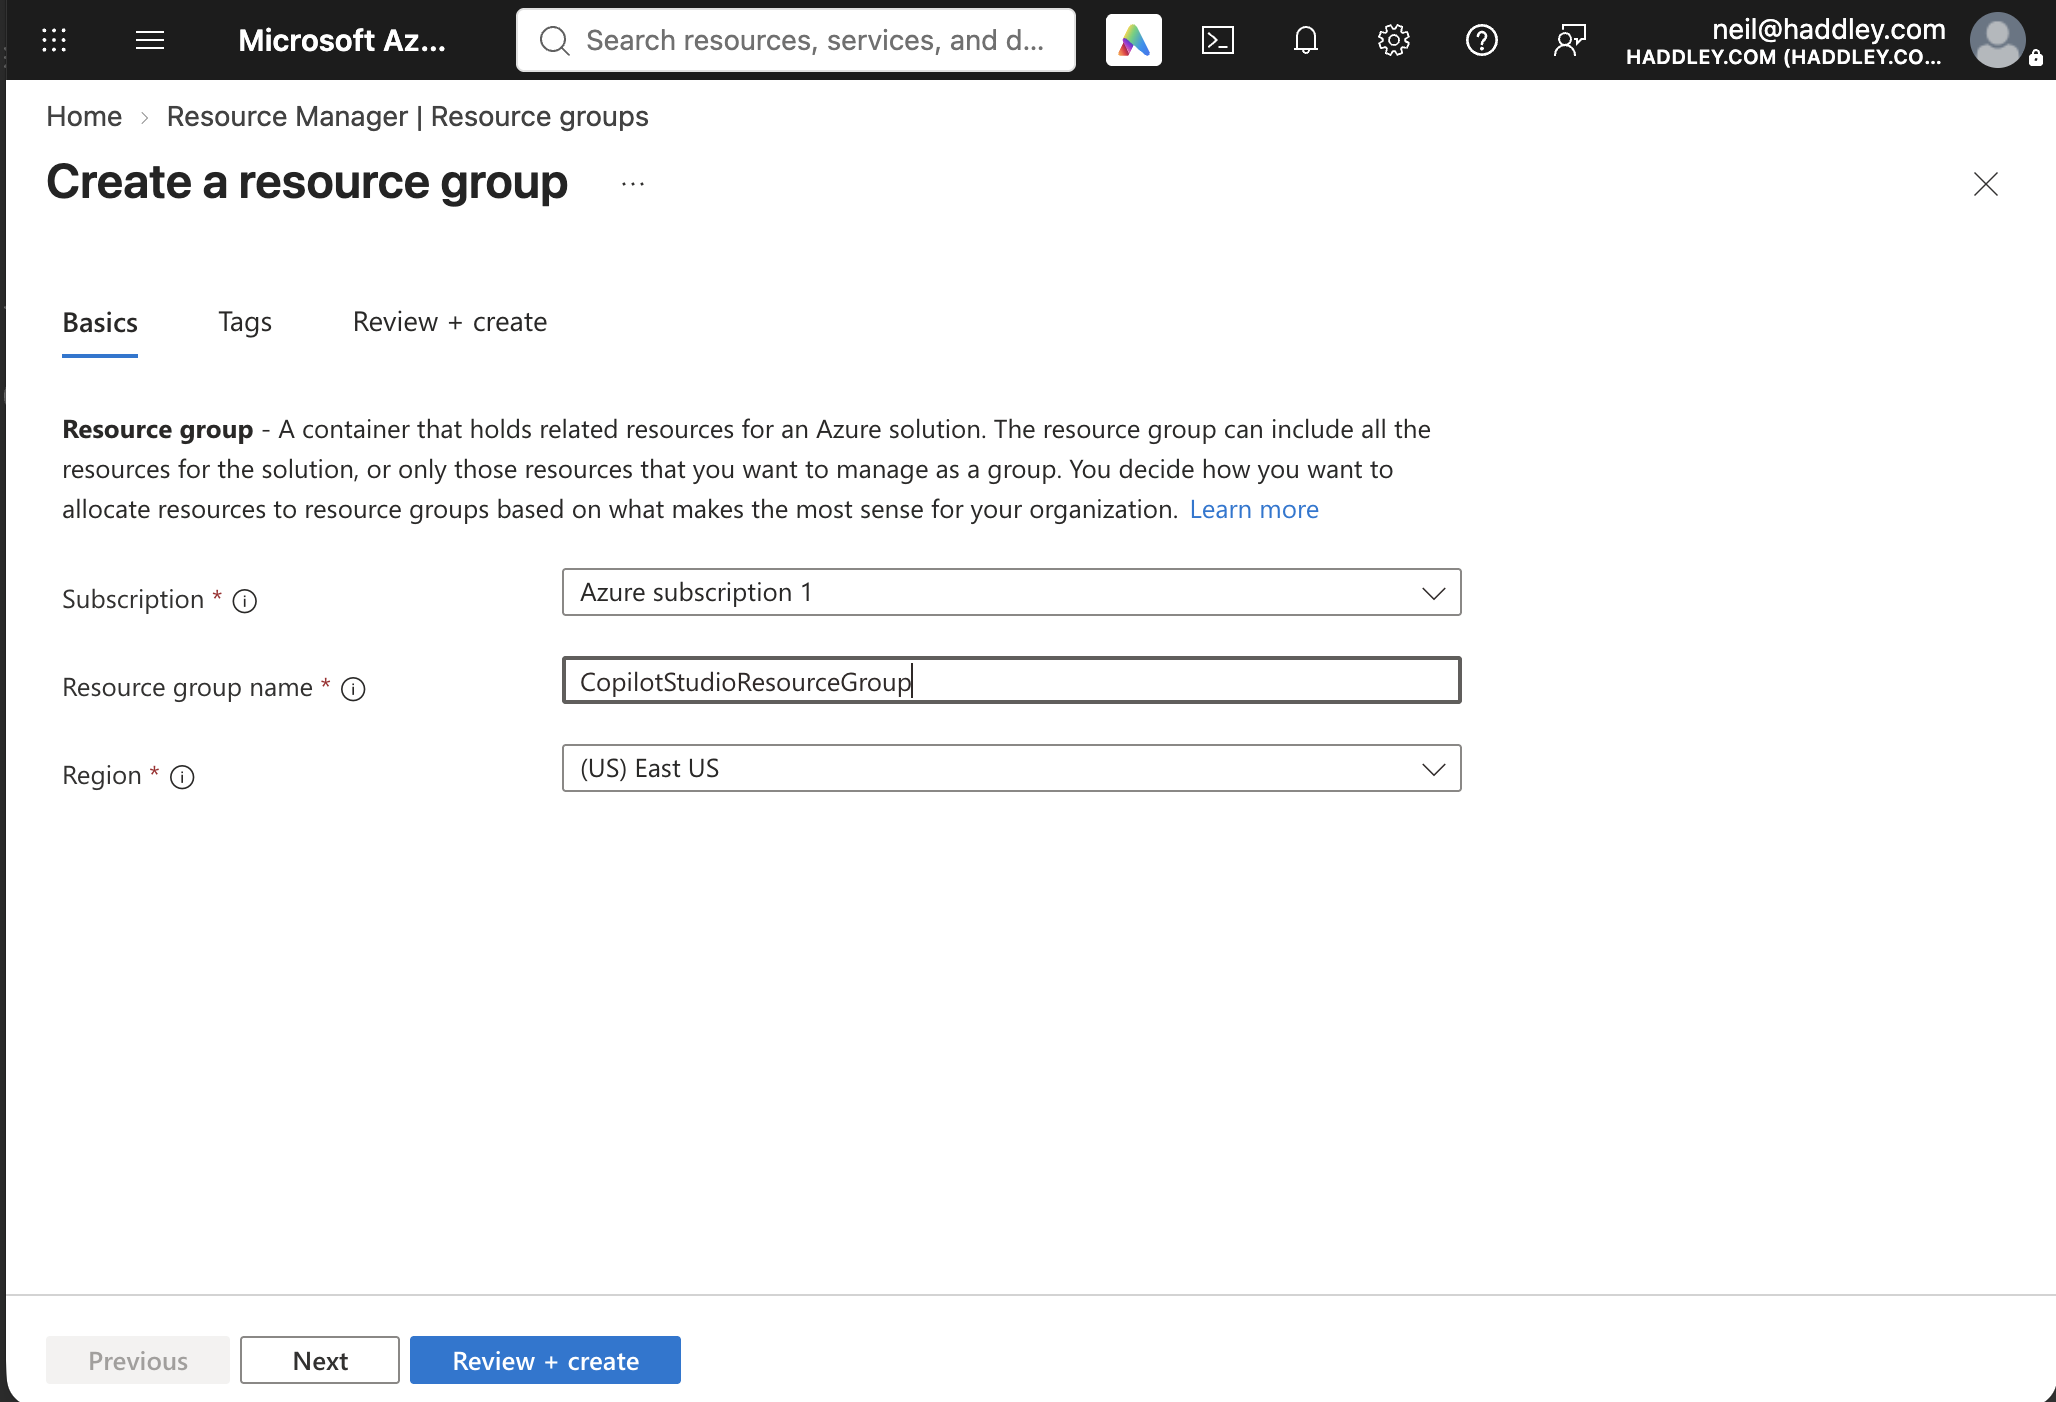 Microsoft Az...
Search resources, services, and d...
neil@haddley.com
HADDLEY.COM (HADDLEY.CO...
Home > Resource Manager | Resource groups
Create a resource group ...
Basics Tags Review + create
Resource group - A container that holds related resources for an Azure solution. The resource group can include all the
resources for the solution, or only those resources that you want to manage as a group. You decide how you want to
allocate resources to resource groups based on what makes the most sense for your organization. Learn more
Subscription * Azure subscription 1
Resource group name * CopilotStudioResourceGroup
Region * (US) East US
Previous Next Review + create